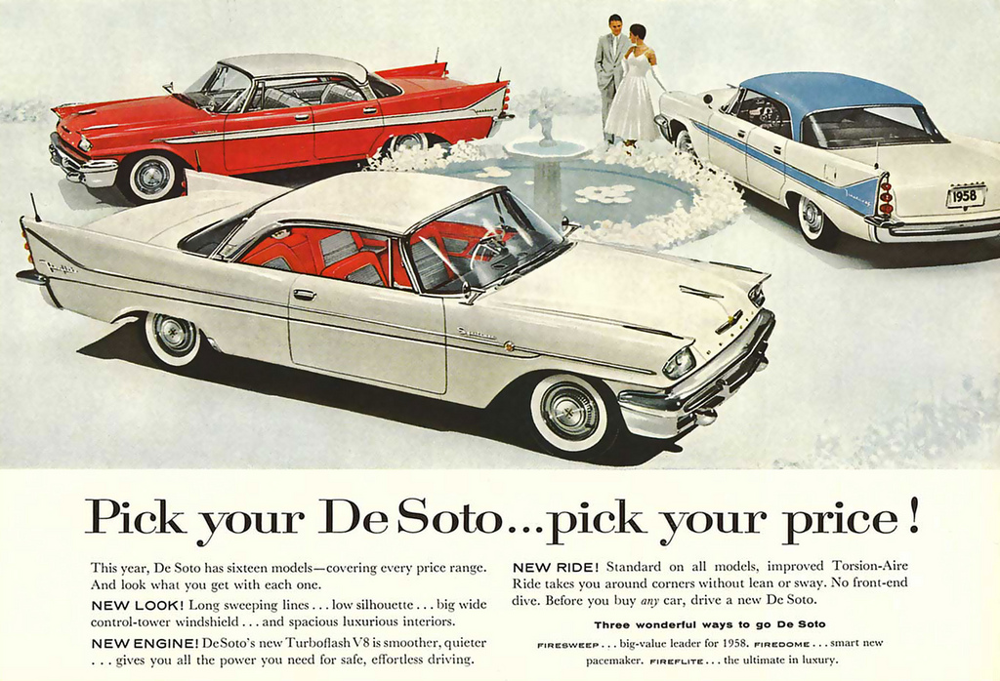 1958
Pick your De Soto...pick your price!
This year, De Soto has sixteen models—covering every price range.
And look what you get with each one.
NEW LOOK! Long sweeping lines...low silhouette...big wide
control-tower windshield...and spacious luxurious interiors.
NEW ENGINE! DeSoto's new Turboflash V8 is smoother, quieter
...gives you all the power you need for safe, effortless driving.
NEW RIDE! Standard on all models, improved Torsion-Aire
Ride takes you around corners without lean or sway. No front-end
dive. Before you buy any car, drive a new De Soto.
Three wonderful ways to go De Soto
FIRESWEEP...big-value leader for 1958. FIREDOME...smart new
pacemaker. FIREFLITE...the ultimate in luxury.